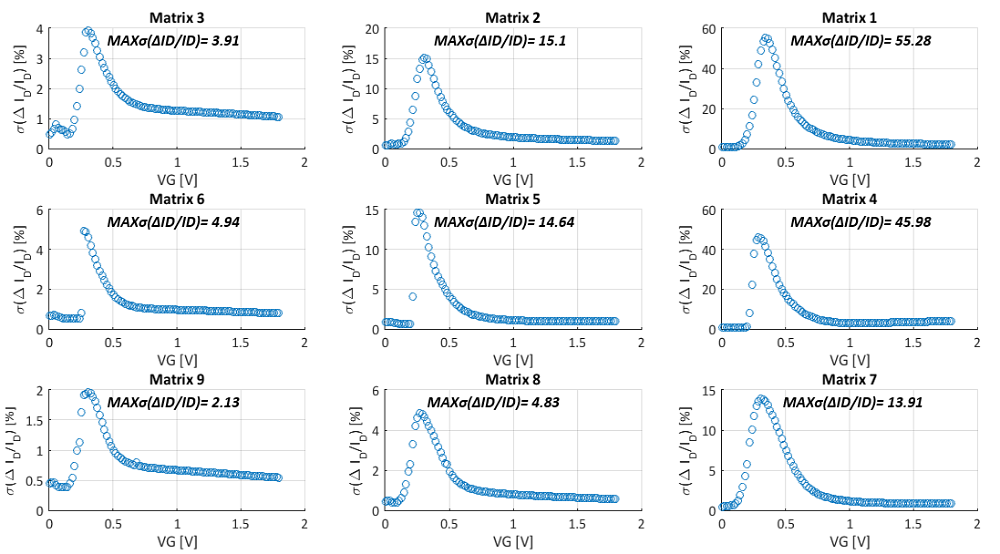 Matrix 3
MAXσ(ΔID/ID)= 3.91
σ(Δ I_D/I_D) [%]
4
3
2
1
0
0 0.5 1 1.5 2
VG [V]
Matrix 2
MAXσ(ΔID/ID)= 15.1
σ(Δ I_D/I_D) [%]
20
15
10
5
0
0 0.5 1 1.5 2
VG [V]
Matrix 1
MAXσ(ΔID/ID)= 55.28
σ(Δ I_D/I_D) [%]
60
40
20
0
0 0.5 1 1.5 2
VG [V]
Matrix 6
MAXσ(ΔID/ID)= 4.94
σ(Δ I_D/I_D) [%]
6
4
2
0
0 0.5 1 1.5 2
VG [V]
Matrix 5
MAXσ(ΔID/ID)= 14.64
σ(Δ I_D/I_D) [%]
15
10
5
0
0 0.5 1 1.5 2
VG [V]
Matrix 4
MAXσ(ΔID/ID)= 45.98
σ(Δ I_D/I_D) [%]
60
40
20
0
0 0.5 1 1.5 2
VG [V]
Matrix 9
MAXσ(ΔID/ID)= 2.13
σ(Δ I_D/I_D) [%]
2
1.5
1
0.5
0
0 0.5 1 1.5 2
VG [V]
Matrix 8
MAXσ(ΔID/ID)= 4.83
σ(Δ I_D/I_D) [%]
6
4
2
0
0 0.5 1 1.5 2
VG [V]
Matrix 7
MAXσ(ΔID/ID)= 13.91
σ(Δ I_D/I_D) [%]
15
10
5
0
0 0.5 1 1.5 2
VG [V]